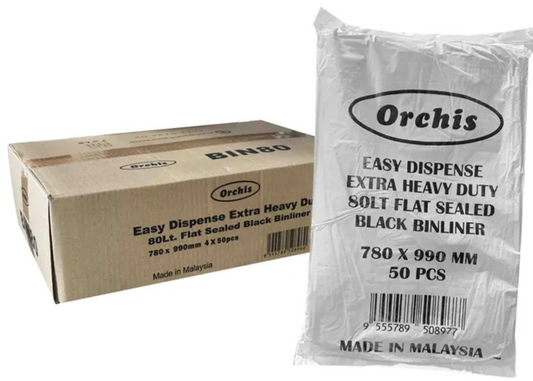 BIN80
Orchis
Easy Dispense Extra Heavy Du
80Lt. Flat Sealed Black Binliner
780 x 990mm 4 X 50pcs
Made in Malaysia
Orchis
EASY DISPENSE
EXTRA HEAVY DUTY
80LT FLAT SEALED
BLACK BINLINER
780 X 990 MM
50 PCS
9 555789 508977
MADE IN MALAYSIA